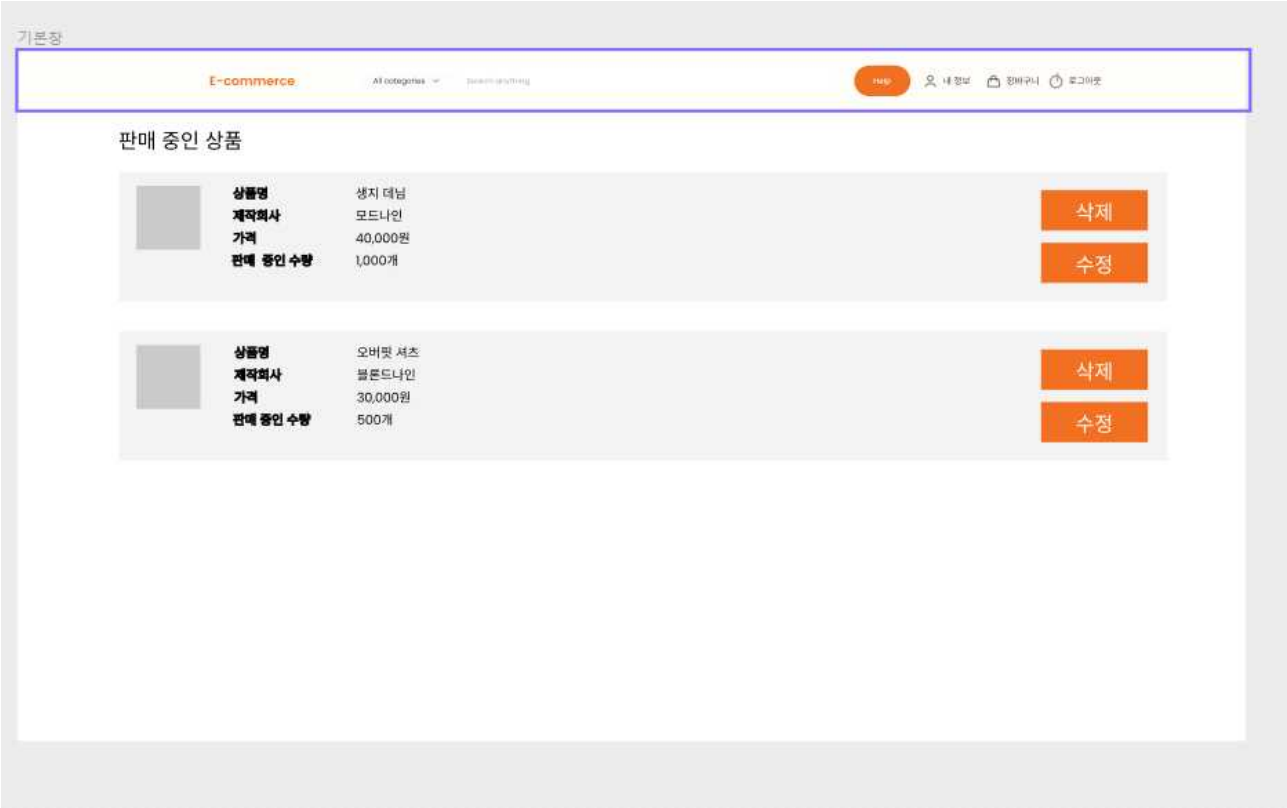 기본창
E-commerce All categories Search anything Help 내 정보 장바구니 로그아웃
판매 중인 상품
상품명 생지 데님
제작회사 모드나인
가격 40,000원
판매 중인 수량 1,000개
삭제
수정
상품명 오버핏 셔츠
제작회사 블론드나인
가격 30,000원
판매 중인 수량 500개
삭제
수정